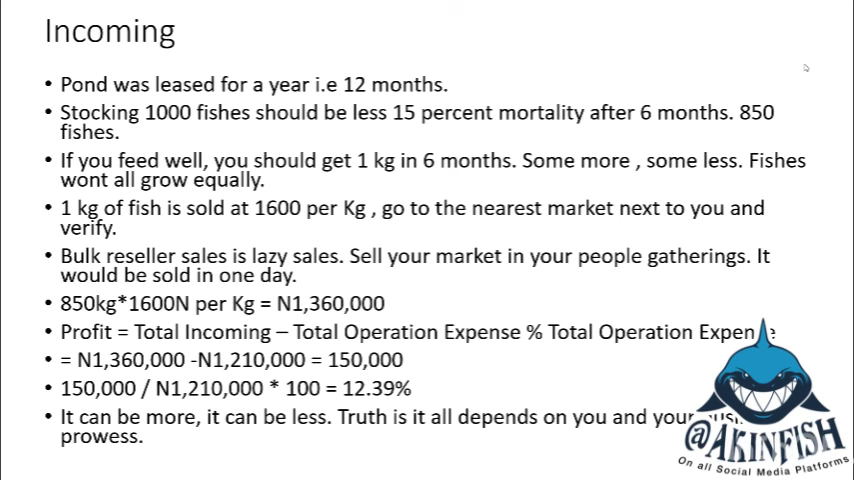 Incoming
• Pond was leased for a year i.e 12 months.
• Stocking 1000 fishes should be less 15 percent mortality after 6 months. 850
fishes.
• If you feed well, you should get 1 kg in 6 months. Some more , some less. Fishes
wont all grow equally.
• 1 kg of fish is sold at 1600 per Kg , go to the nearest market next to you and
verify.
• Bulk reseller sales is lazy sales. Sell your market in your people gatherings. It
would be sold in one day.
• 850kg*1600N per Kg = N1,360,000
• Profit = Total Incoming – Total Operation Expense % Total Operation
• = N1,360,000 -N1,210,000 = 150,000
• 150,000 / N1,210,000 * 100 = 12.39%
• It can be more, it can be less. Truth is it all depends on you and your
prowess.
@AKINFISH
On all Social Media Platforms